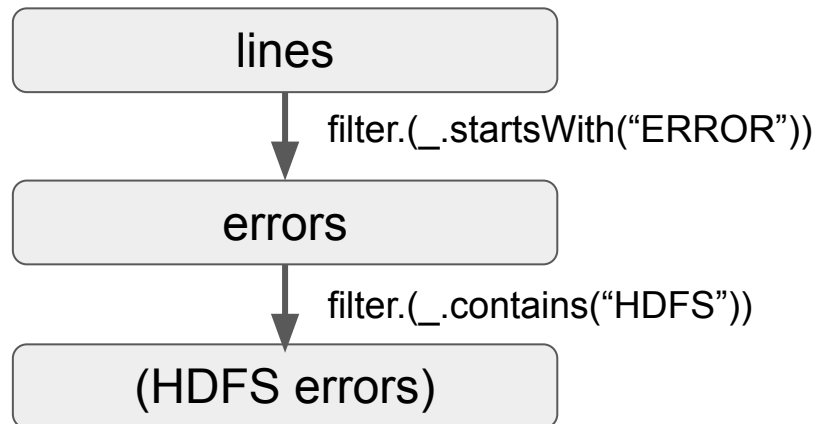 lines
filter.(_.startsWith(“ERROR”))
errors
filter.(_.contains(“HDFS”))
(HDFS errors)